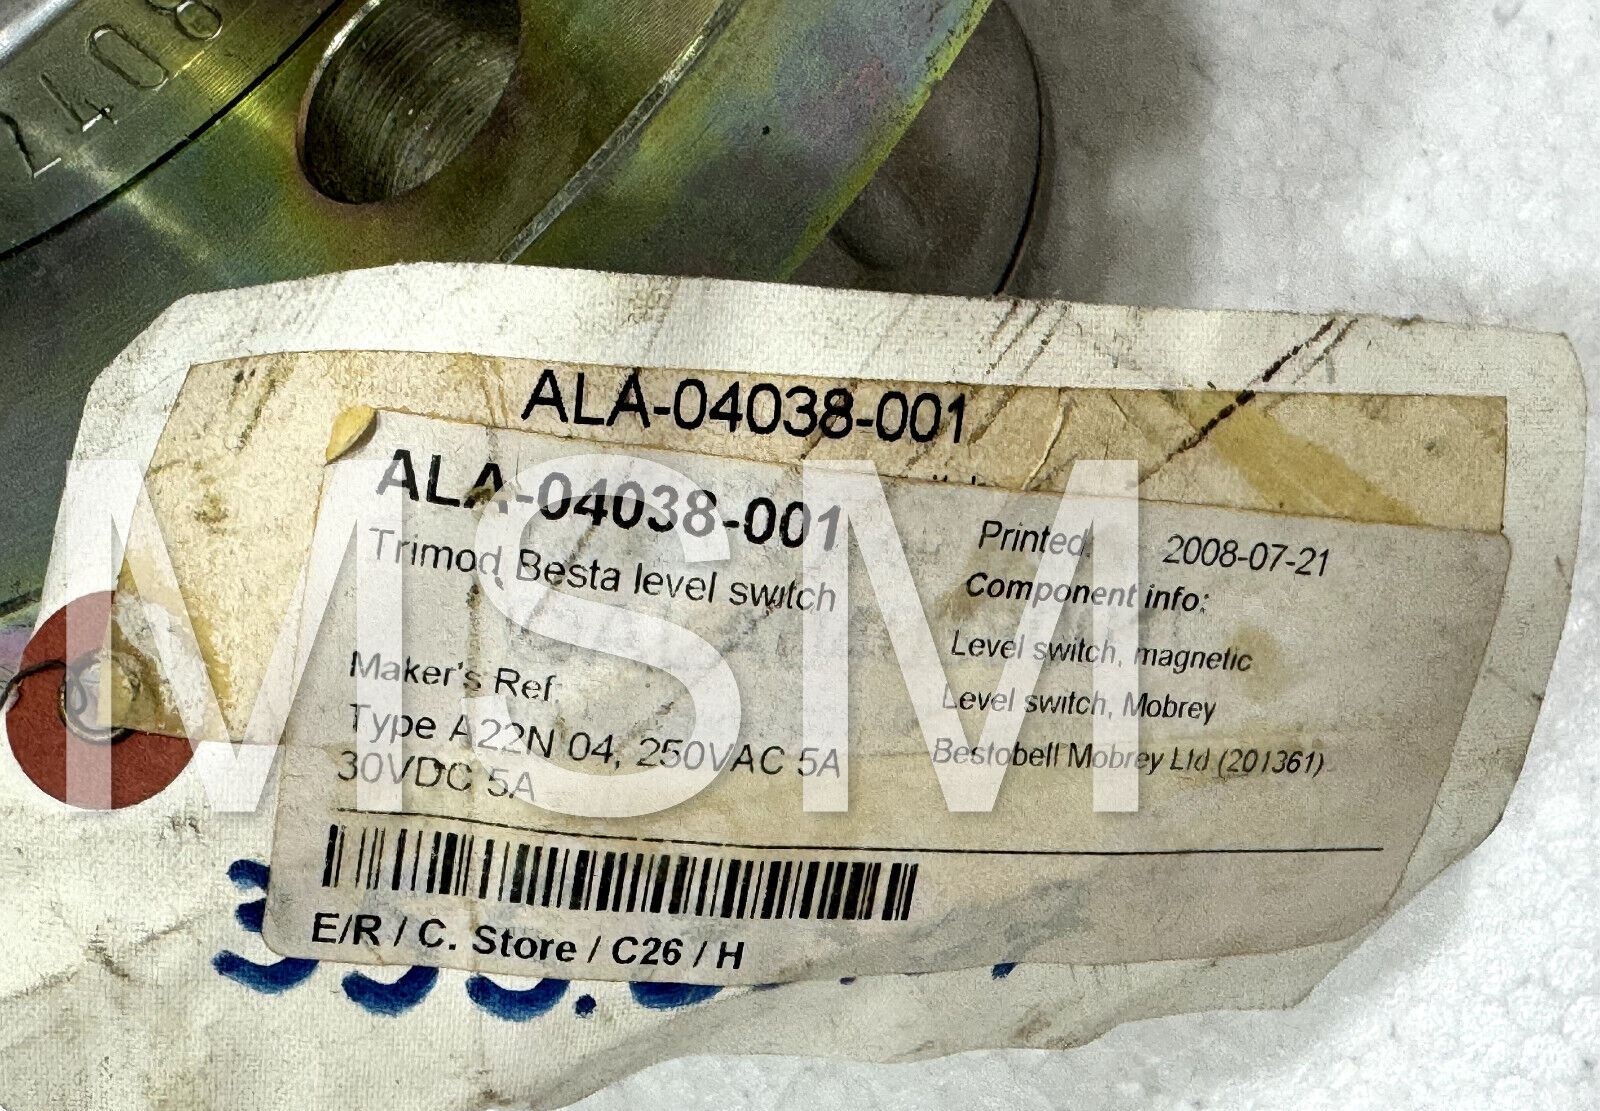 2408
ALA-04038-001
ALA-04038-001
Trimod Besta level switch
Maker's Ref:
Type A22N 04, 250VAC 5A
30VDC 5A
Printed: 2008-07-21
Component info:
Level switch, magnetic
Level switch, Mobrey
Bestobell Mobrey Ltd (201361)
E/R / C. Store / C26 / H
MSM